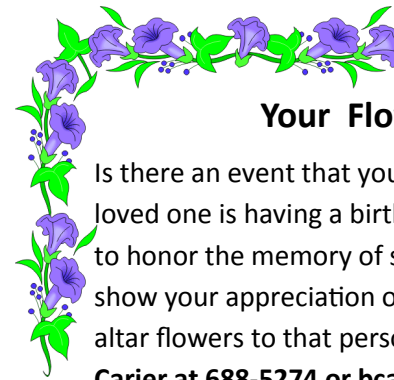 Your Flo
Is there an event that you
loved one is having a birth
to honor the memory of s
show your appreciation o
altar flowers to that perso
Carier at 688-5274 or bca